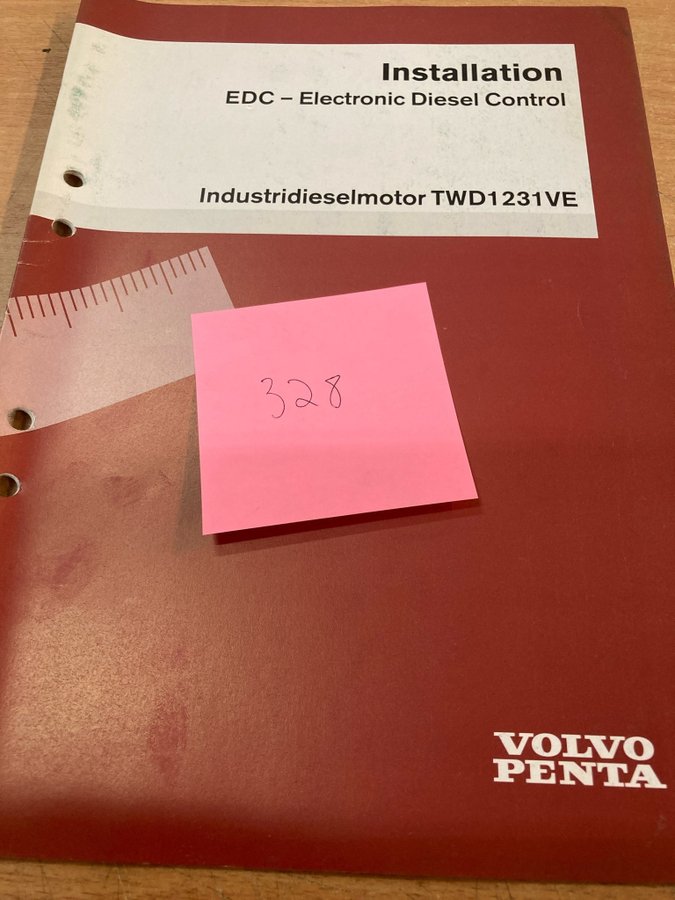 Installation
EDC – Electronic Diesel Control
Industridieselmotor TWD1231VE
328
VOLVO
PENTA